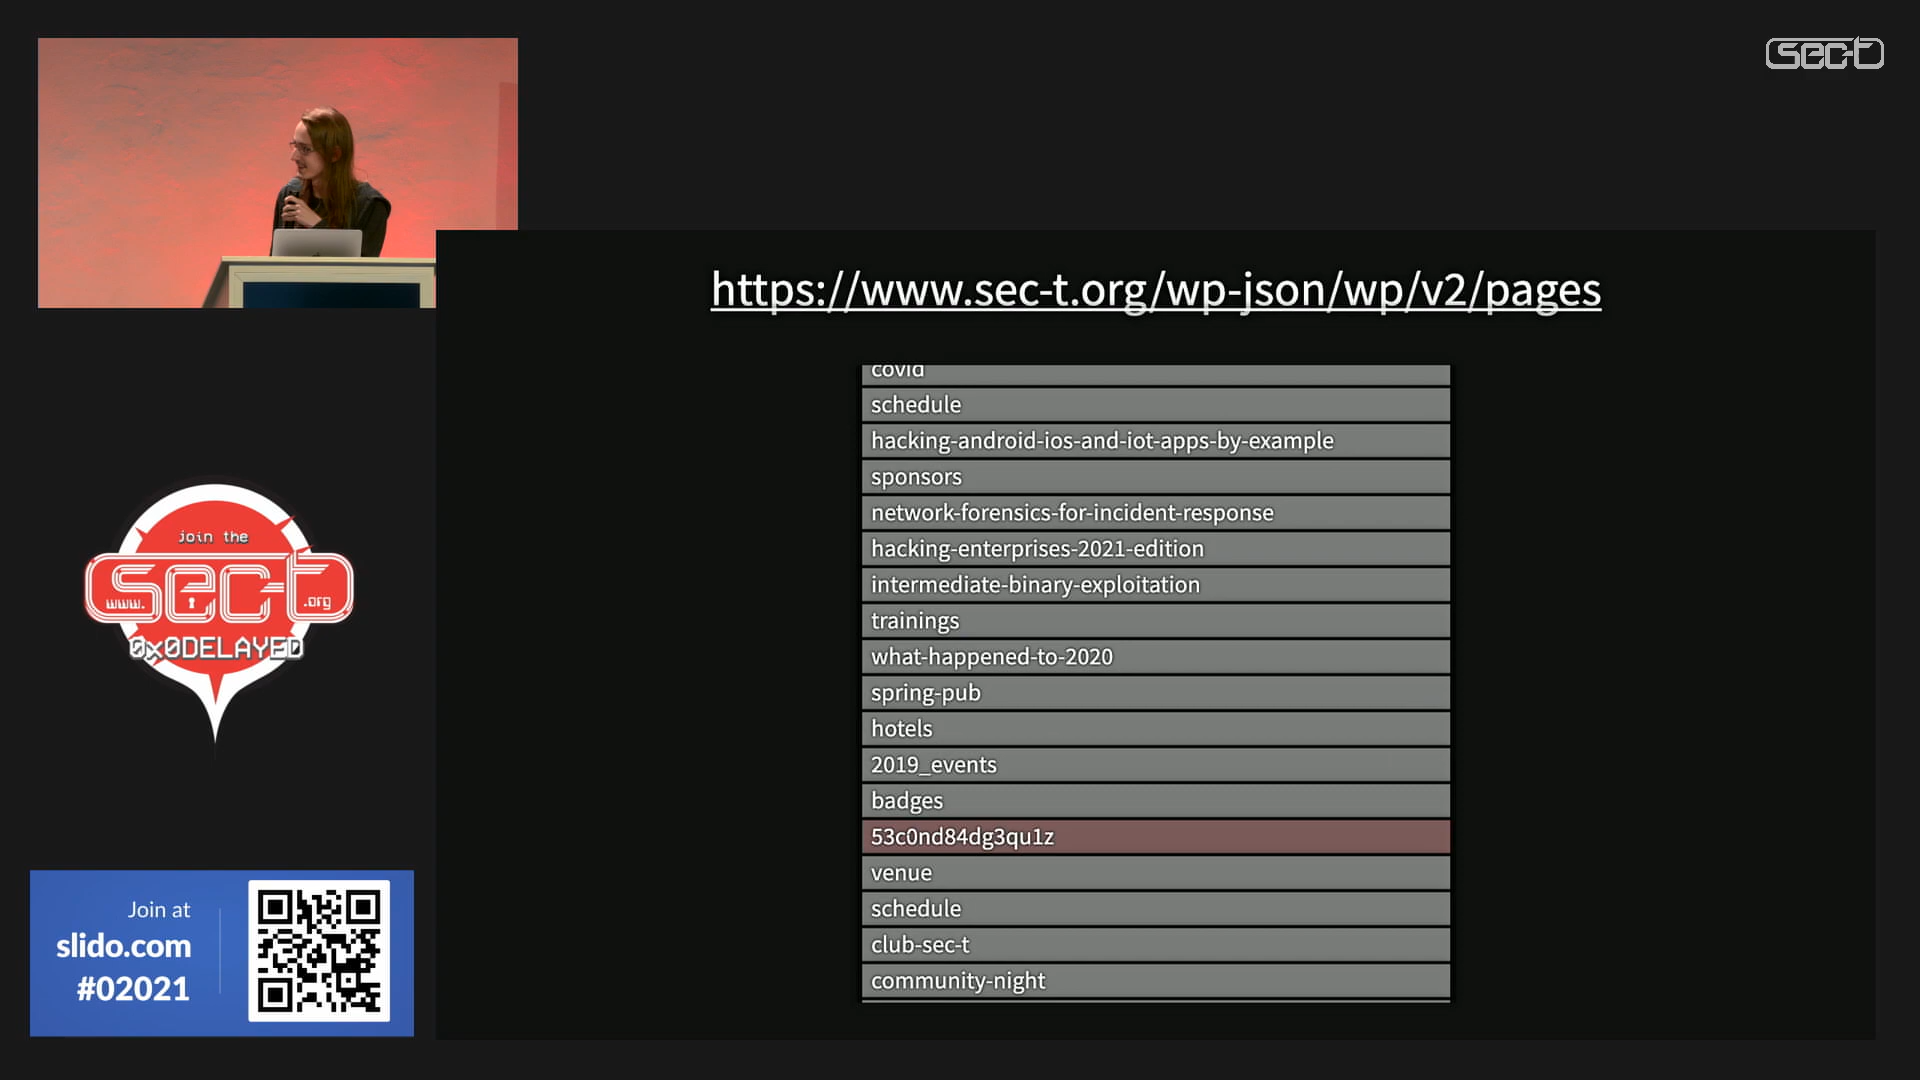 sec-t
https://www.sec-t.org/wp-json/wp/v2/pages
covid
schedule
hacking-android-ios-and-iot-apps-by-example
sponsors
network-forensics-for-incident-response
hacking-enterprises-2021-edition
intermediate-binary-exploitation
trainings
what-happened-to-2020
spring-pub
hotels
2019_events
badges
53c0nd84dg3qu1z
venue
schedule
club-sec-t
community-night
join the
www.sec-t.org
0x0DELAYED
Join at
slido.com
#02021